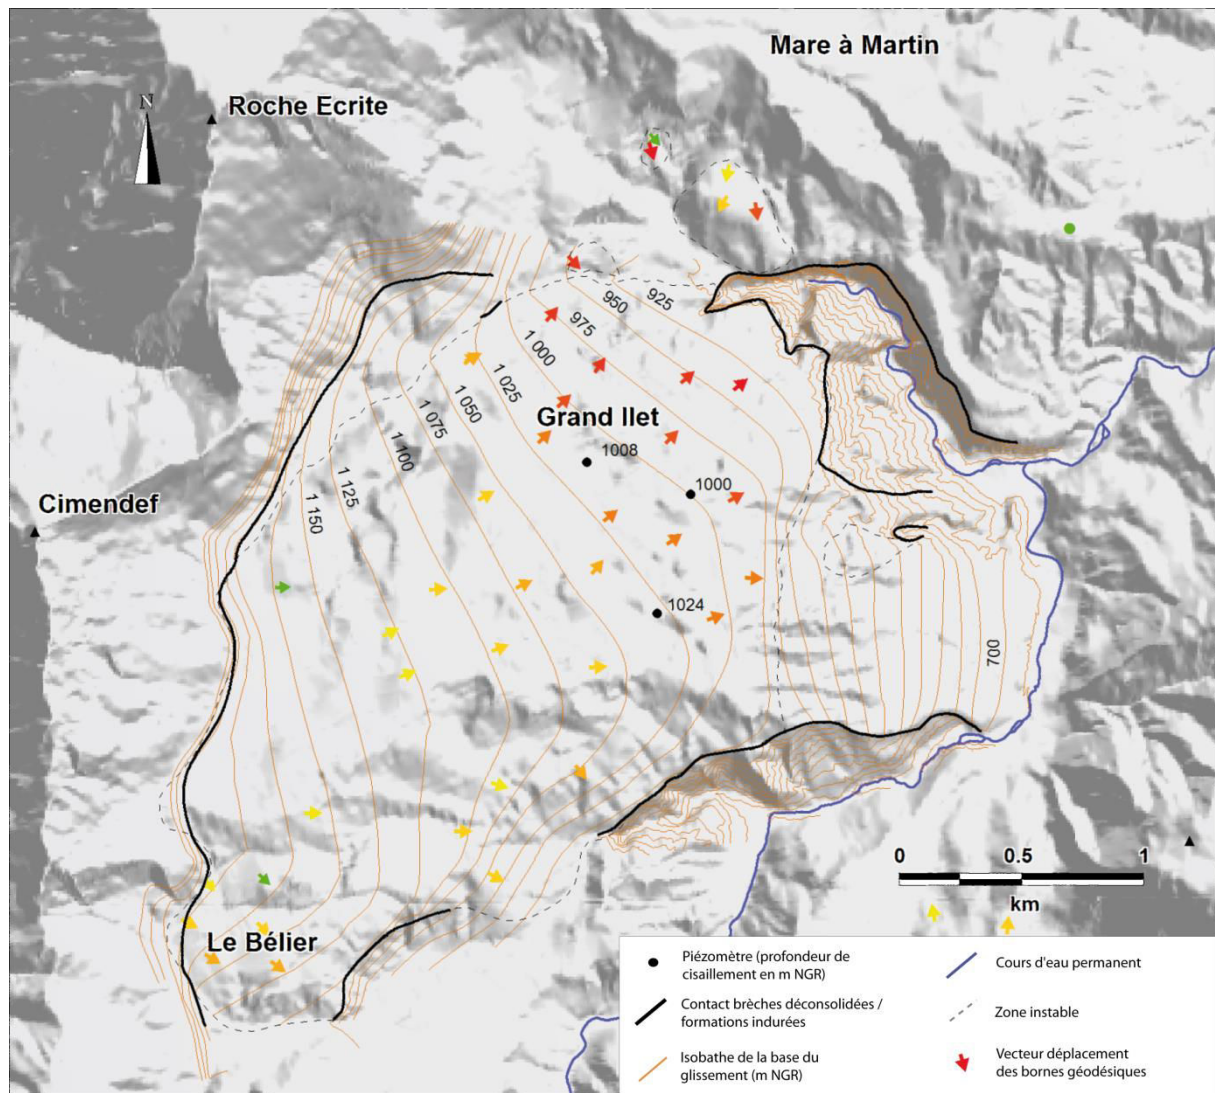 Mare à Martin
N
Roche Ecrite
950
925
975
1 000
1 025
1 050
1 075
1 100
1 125
1 150
Grand Ilet
1008
1000
Cimendef
1024
700
Le Bélier
0
0.5
1
km
Piézomètre (profondeur de
cisaillement en m NGR)
Contact brèches déconsolidées /
formations indurées
Isobathe de la base du
glissement (m NGR)
Cours d'eau permanent
Zone instable
Vecteur déplacement
des bornes géodésiques